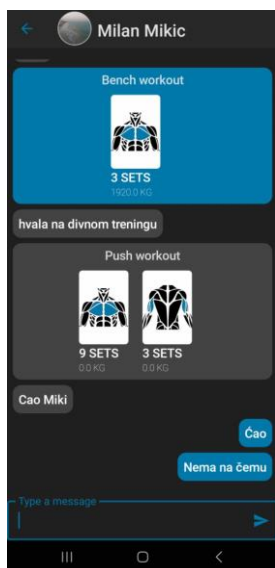 Milan Mikic
Bench workout
3 SETS
1920.0 KG
hvala na divnom treningu
Push workout
9 SETS 3 SETS
0.0 KG 0.0 KG
Cao Miki
Ćao
Nema na čemu
Type a message